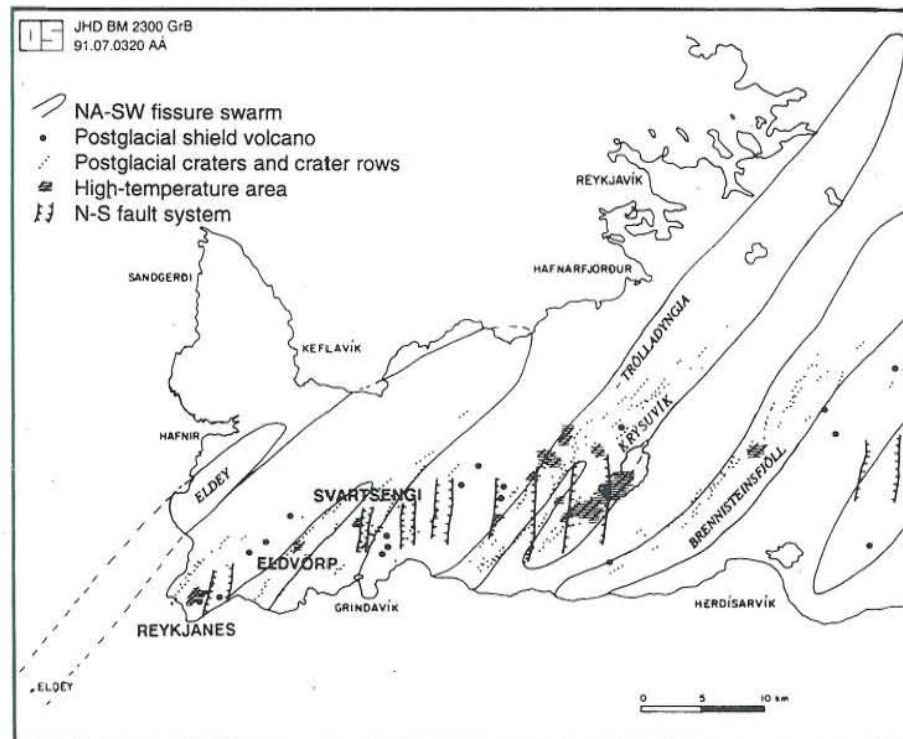 OS JHD BM 2300 GrB
91.07.0320 AÁ
NA-SW fissure swarm
Postglacial shield volcano
Postglacial craters and crater rows
High-temperature area
N-S fault system
REYKJAVÍK
HAFNARFJÖRÐUR
SANDGERÐI
KEFLAVÍK
HAFNIR
TRÖLLADYNGJA
KRÝSUVÍK
BRENNISTEINSFJÖLL
ELDEY
SVARTSENGI
ELDVÖRP
GRINDAVÍK
HERDÍSARVÍK
REYKJANES
ELDEY
0 5 10 km